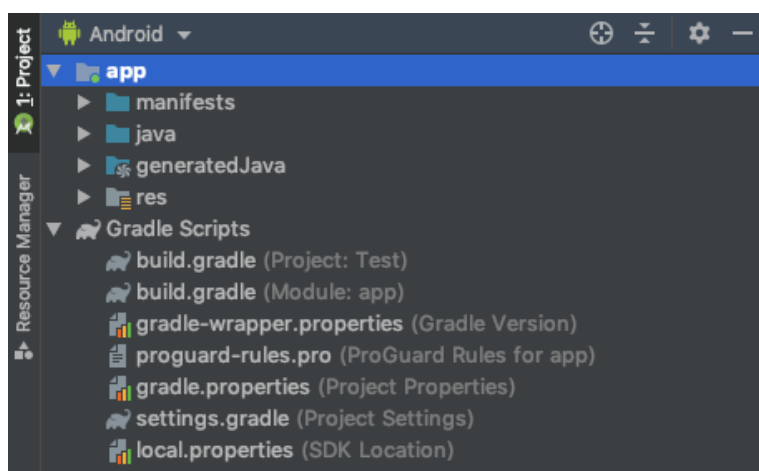 Android
1: Project
app
manifests
java
generatedJava
res
Resource Manager
Gradle Scripts
build.gradle (Project: Test)
build.gradle (Module: app)
gradle-wrapper.properties (Gradle Version)
proguard-rules.pro (ProGuard Rules for app)
gradle.properties (Project Properties)
settings.gradle (Project Settings)
local.properties (SDK Location)